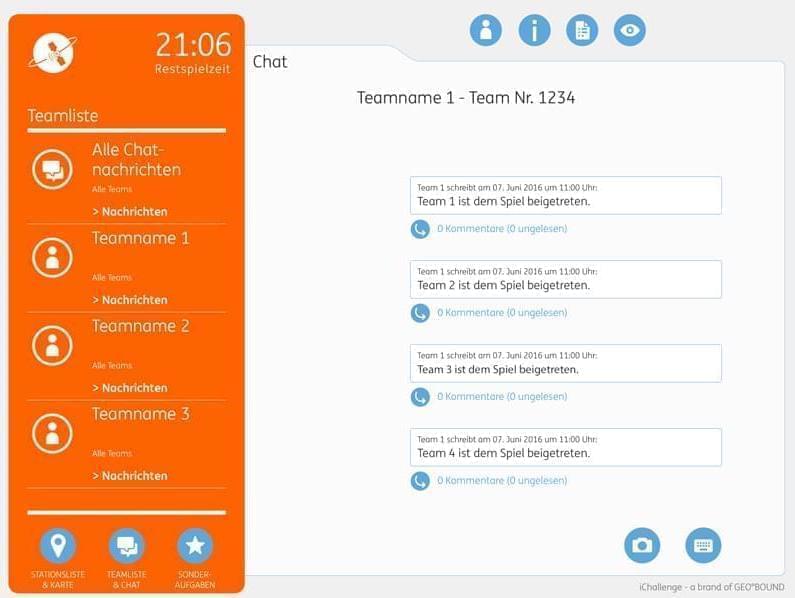 21:06
Restspielzeit
Teamliste
Alle Chat-
nachrichten
Alle Teams
> Nachrichten
Teamname 1
Alle Teams
> Nachrichten
Teamname 2
Alle Teams
> Nachrichten
Teamname 3
Alle Teams
> Nachrichten
STATIONSLISTE
& KARTE
TEAMLISTE
& CHAT
SONDER-
AUFGABEN
Chat
Teamname 1 - Team Nr. 1234
Team 1 schreibt am 07. Juni 2016 um 11:00 Uhr:
Team 1 ist dem Spiel beigetreten.
0 Kommentare (0 ungelesen)
Team 1 schreibt am 07. Juni 2016 um 11:00 Uhr:
Team 2 ist dem Spiel beigetreten.
0 Kommentare (0 ungelesen)
Team 1 schreibt am 07. Juni 2016 um 11:00 Uhr:
Team 3 ist dem Spiel beigetreten.
0 Kommentare (0 ungelesen)
Team 1 schreibt am 07. Juni 2016 um 11:00 Uhr:
Team 4 ist dem Spiel beigetreten.
0 Kommentare (0 ungelesen)
iChallenge - a brand of GEO°BOUND